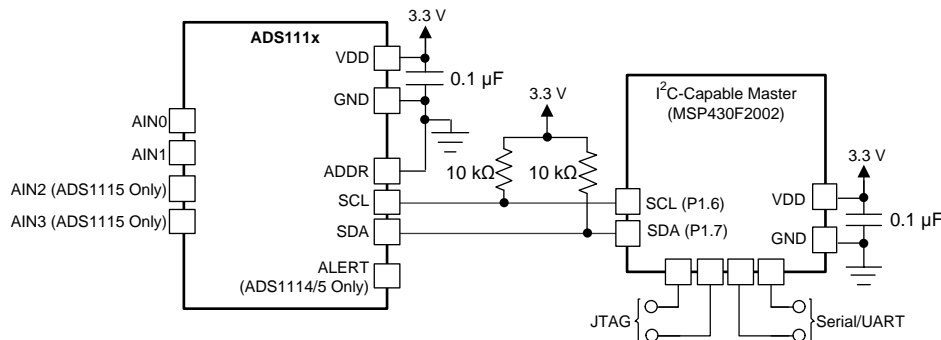 3.3 V
ADS111x
VDD
0.1 µF
GND
AIN0
AIN1
ADDR
AIN2 (ADS1115 Only)
SCL
AIN3 (ADS1115 Only)
SDA
ALERT
(ADS1114/5 Only)
3.3 V
10 kΩ
10 kΩ
I²C-Capable Master
(MSP430F2002)
3.3 V
SCL (P1.6)
VDD
0.1 µF
SDA (P1.7)
GND
JTAG
Serial/UART